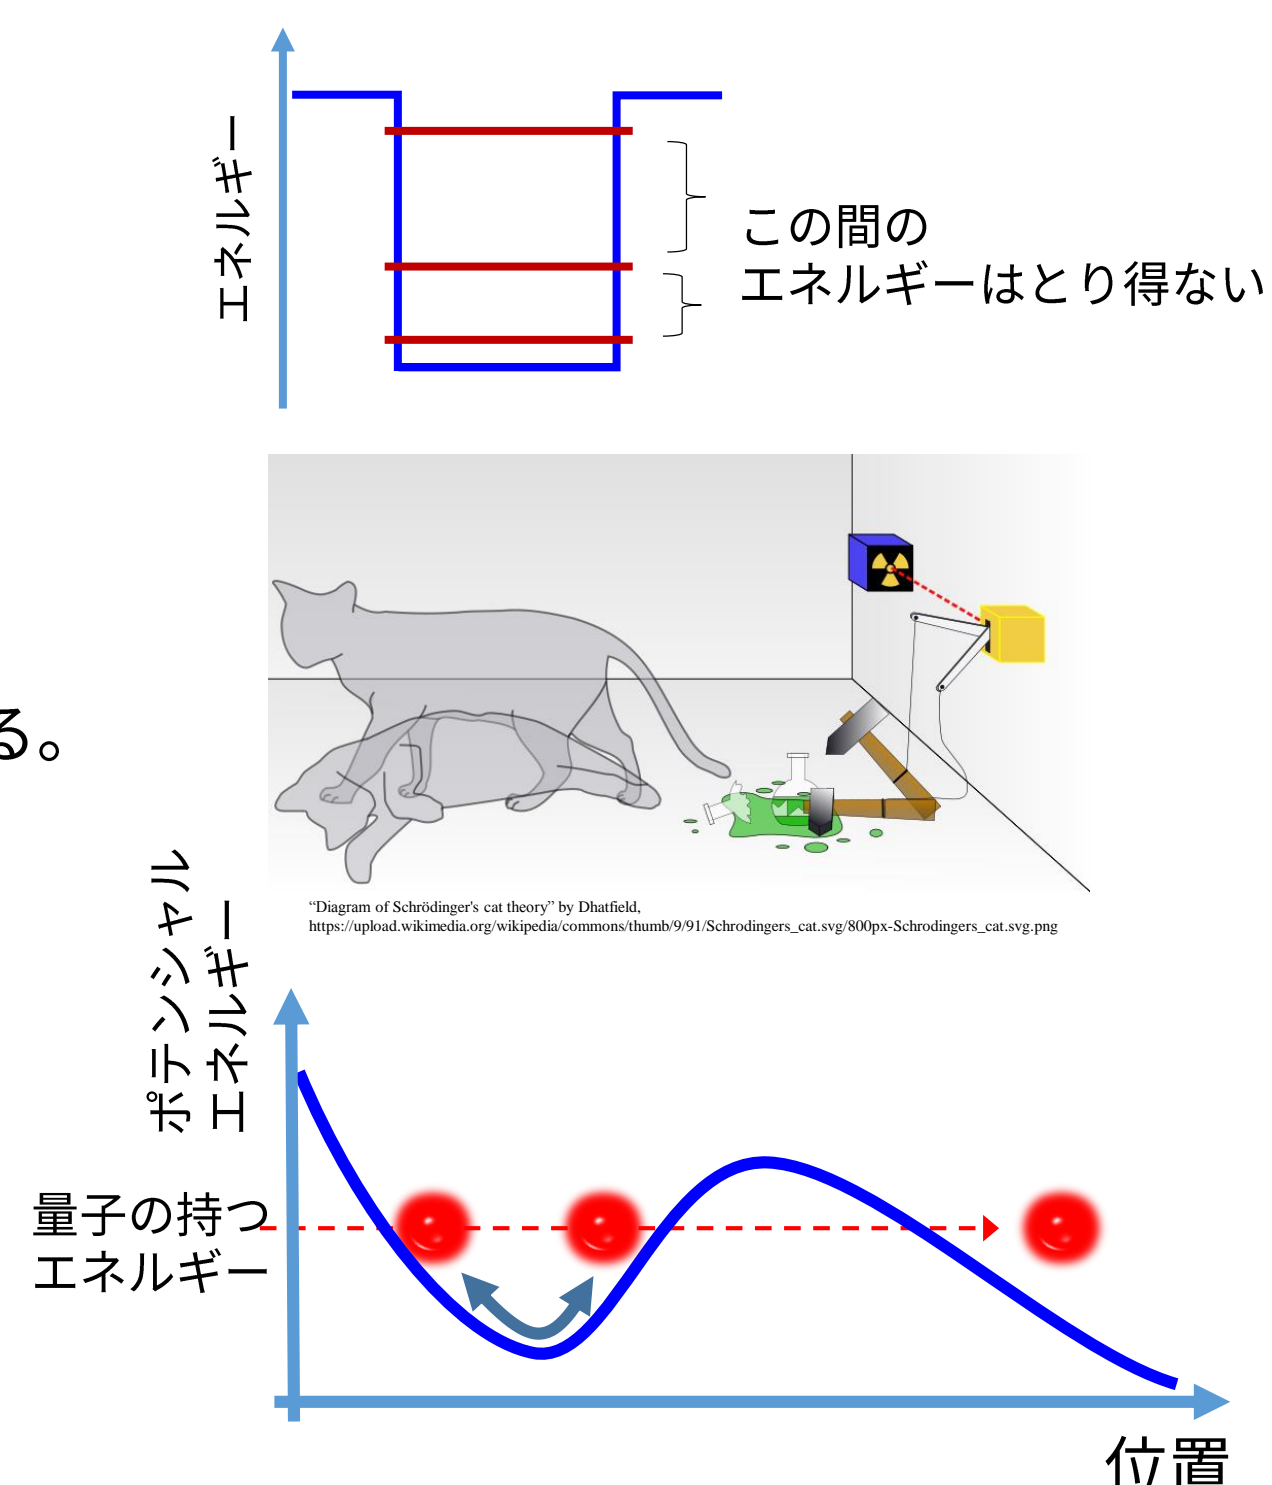 エネルギー
この間の
エネルギーはとり得ない
る。
“Diagram of Schrödinger's cat theory” by Dhatfield,
https://upload.wikimedia.org/wikipedia/commons/thumb/9/91/Schrodingers_cat.svg/800px-Schrodingers_cat.svg.png
ポテンシャル
エネルギー
量子の持つ
エネルギー
位置